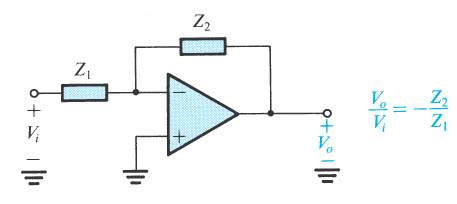 Z₂
Z₁
−
+
+
Vᵢ
−
+
Vₒ
−
Vₒ/Vᵢ = −Z₂/Z₁